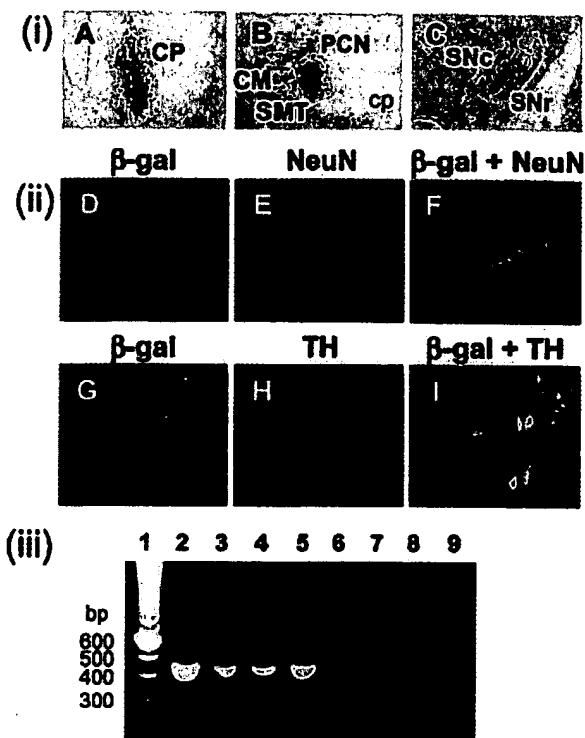 (i) A CP B PCN CM SMT cp C SNc SNr
β-gal NeuN β-gal + NeuN
(ii) D E F
β-gal TH β-gal + TH
G H I
(iii) 1 2 3 4 5 6 7 8 9
bp
600
500
400
300